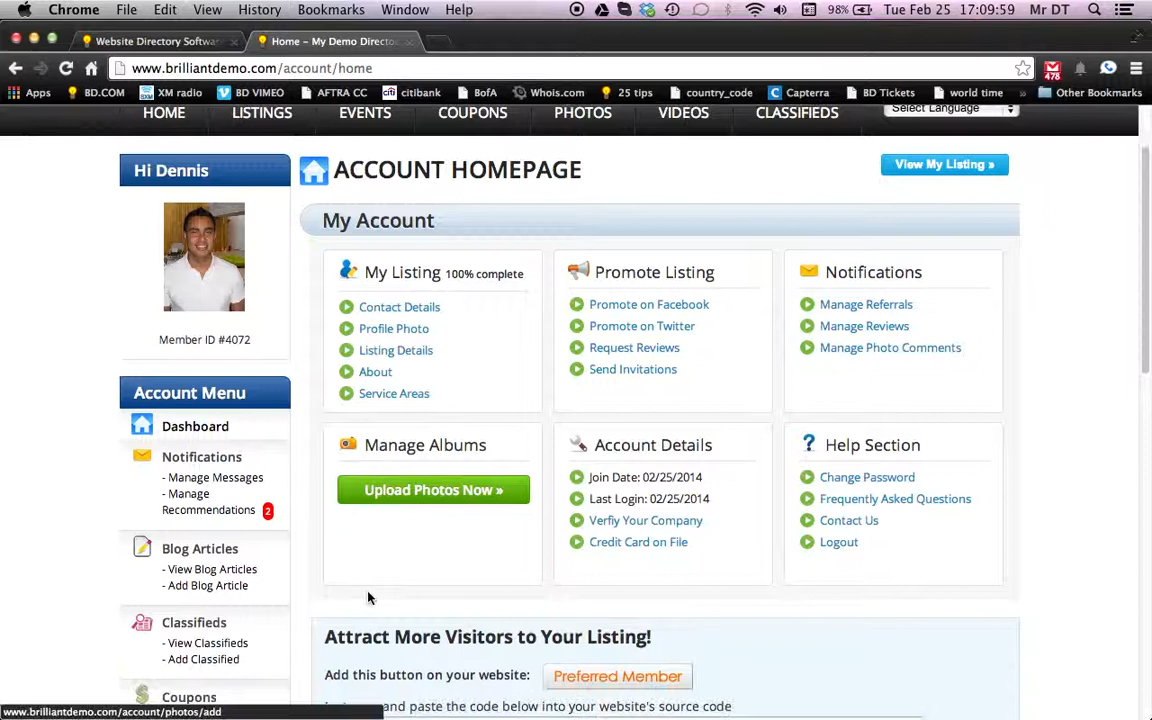 Chrome File Edit View History Bookmarks Window Help 98% Tue Feb 25 17:09:59 Mr DT
Website Directory Softwa Home – My Demo Directo
www.brilliantdemo.com/account/home
478
Apps BD.COM XM radio BD VIMEO AFTRA CC citibank BofA Whois.com 25 tips country_code Capterra BD Tickets world time Other Bookmarks
HOME LISTINGS EVENTS COUPONS PHOTOS VIDEOS CLASSIFIEDS Select Language
Hi Dennis
Member ID #4072
Account Menu
Dashboard
Notifications
- Manage Messages
- Manage
Recommendations 2
Blog Articles
- View Blog Articles
- Add Blog Article
Classifieds
- View Classifieds
- Add Classified
Coupons
ACCOUNT HOMEPAGE
View My Listing »
My Account
My Listing 100% complete
Contact Details
Profile Photo
Listing Details
About
Service Areas
Promote Listing
Promote on Facebook
Promote on Twitter
Request Reviews
Send Invitations
Notifications
Manage Referrals
Manage Reviews
Manage Photo Comments
Manage Albums
Upload Photos Now »
Account Details
Join Date: 02/25/2014
Last Login: 02/25/2014
Verfiy Your Company
Credit Card on File
Help Section
Change Password
Frequently Asked Questions
Contact Us
Logout
Attract More Visitors to Your Listing!
Add this button on your website: Preferred Member
and paste the code below into your website's source code
www.brilliantdemo.com/account/photos/add